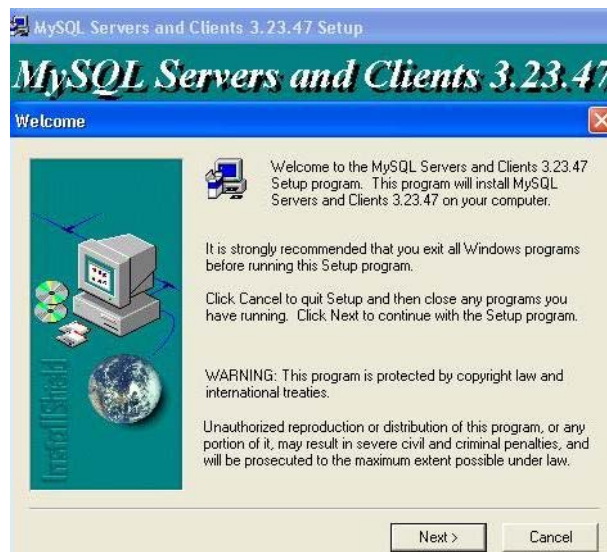 MySQL Servers and Clients 3.23.47 Setup
MySQL Servers and Clients 3.23.47
Welcome
Welcome to the MySQL Servers and Clients 3.23.47
Setup program. This program will install MySQL
Servers and Clients 3.23.47 on your computer.
It is strongly recommended that you exit all Windows programs
before running this Setup program.
Click Cancel to quit Setup and then close any programs you
have running. Click Next to continue with the Setup program.
WARNING: This program is protected by copyright law and
international treaties.
Unauthorized reproduction or distribution of this program, or any
portion of it, may result in severe civil and criminal penalties, and
will be prosecuted to the maximum extent possible under law.
InstallShield
Next >
Cancel